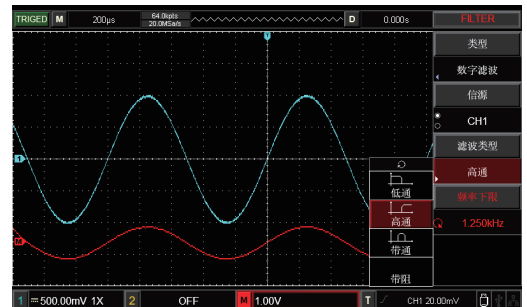 TRIGED M 200μs 64.0kpts D 0.000s FILTER
20.0MSa/s
类型
数字滤波
信源
CH1
滤波类型
高通
频率下限
1.250kHz
低通
高通
带通
带阻
1
M
1 500.00mV 1X 2 OFF M 1.00V T CH1 20.00mV